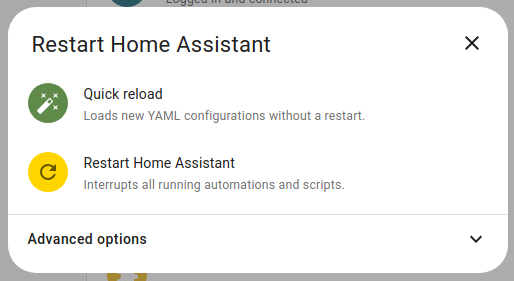 Logged in and connected
Restart Home Assistant
Quick reload
Loads new YAML configurations without a restart.
Restart Home Assistant
Interrupts all running automations and scripts.
Advanced options